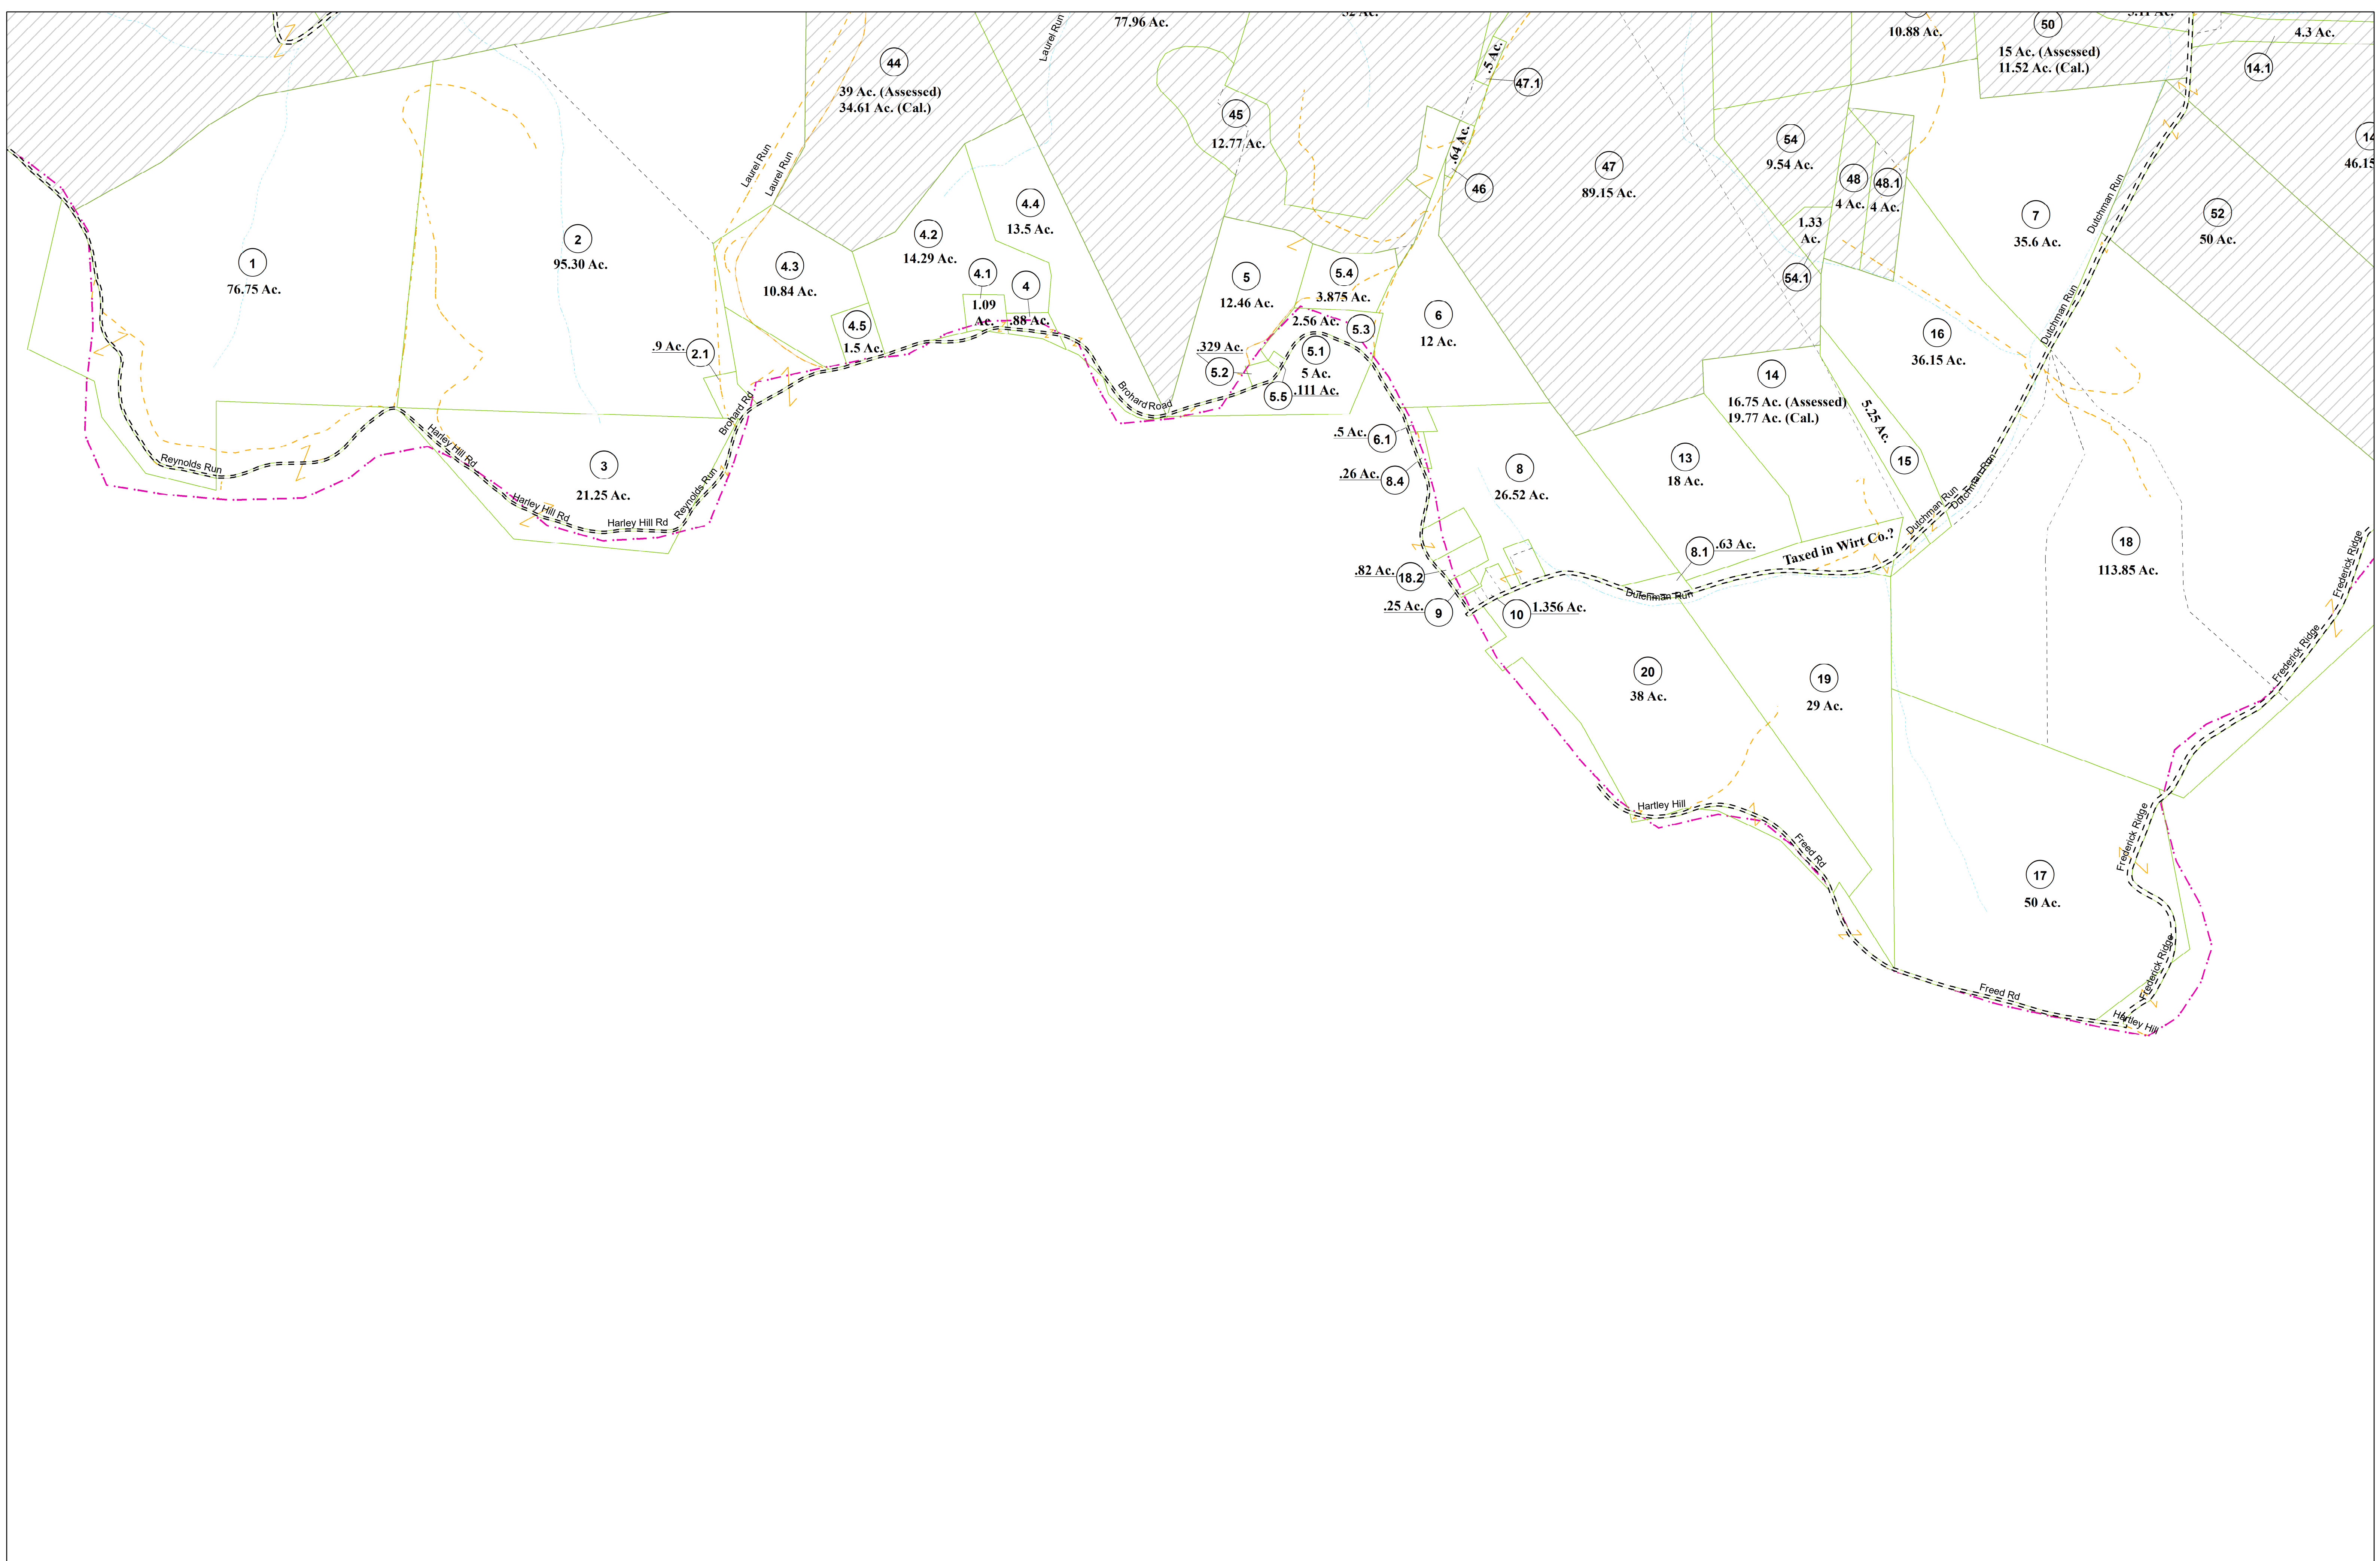 77.96 Ac.
Laurel Run
44
39 Ac. (Assessed)
34.61 Ac. (Cal.)
45
12.77 Ac.
.5 Ac.
47.1
.64 Ac.
46
47
89.15 Ac.
54
9.54 Ac.
10.88 Ac.
50
15 Ac. (Assessed)
11.52 Ac. (Cal.)
4.3 Ac.
14.1
48
4 Ac.
48.1
4 Ac.
1.33
Ac.
54.1
7
35.6 Ac.
Dutchman Run
52
50 Ac.
Laurel Run
Laurel Run
1
76.75 Ac.
2
95.30 Ac.
4.3
10.84 Ac.
4.2
14.29 Ac.
4.4
13.5 Ac.
4.1
1.09
Ac.
4
.88 Ac.
4.5
1.5 Ac.
.9 Ac.
2.1
5
12.46 Ac.
5.4
3.875 Ac.
2.56 Ac.
5.3
.329 Ac.
5.2
5.1
5 Ac.
5.5
.111 Ac.
6
12 Ac.
14
16.75 Ac. (Assessed)
19.77 Ac. (Cal.)
16
36.15 Ac.
Dutchman Run
5.25 Ac.
15
Brohard Road
Brohard Rd
Reynolds Run
Harley Hill Rd
Harley Hill Rd
Harley Hill Rd
Reynolds Run
3
21.25 Ac.
.5 Ac.
6.1
.26 Ac.
8.4
8
26.52 Ac.
13
18 Ac.
.82 Ac.
18.2
.25 Ac.
9
10
1.356 Ac.
8.1
.63 Ac.
Taxed in Wirt Co.?
Dutchman Run
Dutchman Run
Dutchman Run
18
113.85 Ac.
Frederick Ridge
Frederick Ridge
20
38 Ac.
19
29 Ac.
Hartley Hill
Freed Rd
Frederick Ridge
17
50 Ac.
Frederick Ridge
Freed Rd
Hartley Hill